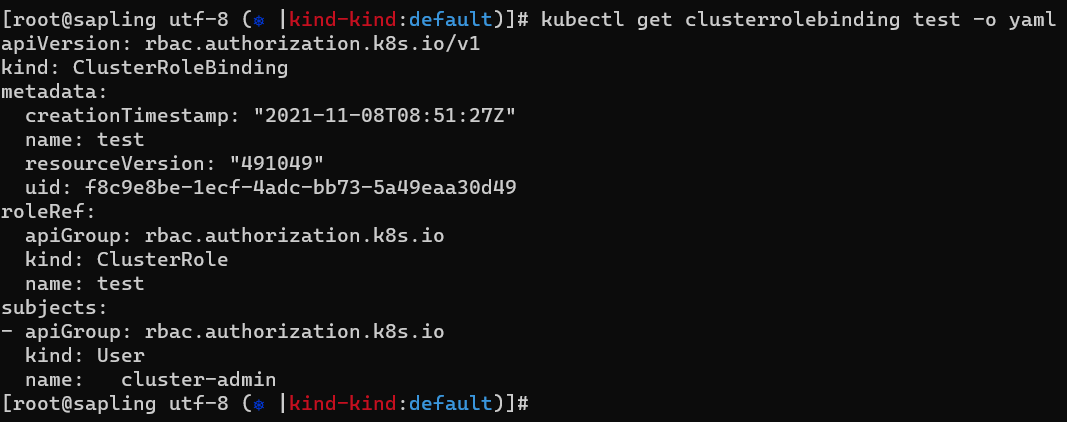 [root@sapling utf-8 (⎈ |kind-kind:default)]# kubectl get clusterrolebinding test -o yaml
apiVersion: rbac.authorization.k8s.io/v1
kind: ClusterRoleBinding
metadata:
  creationTimestamp: "2021-11-08T08:51:27Z"
  name: test
  resourceVersion: "491049"
  uid: f8c9e8be-1ecf-4adc-bb73-5a49eaa30d49
roleRef:
  apiGroup: rbac.authorization.k8s.io
  kind: ClusterRole
  name: test
subjects:
- apiGroup: rbac.authorization.k8s.io
  kind: User
  name:   cluster-admin
[root@sapling utf-8 (⎈ |kind-kind:default)]#